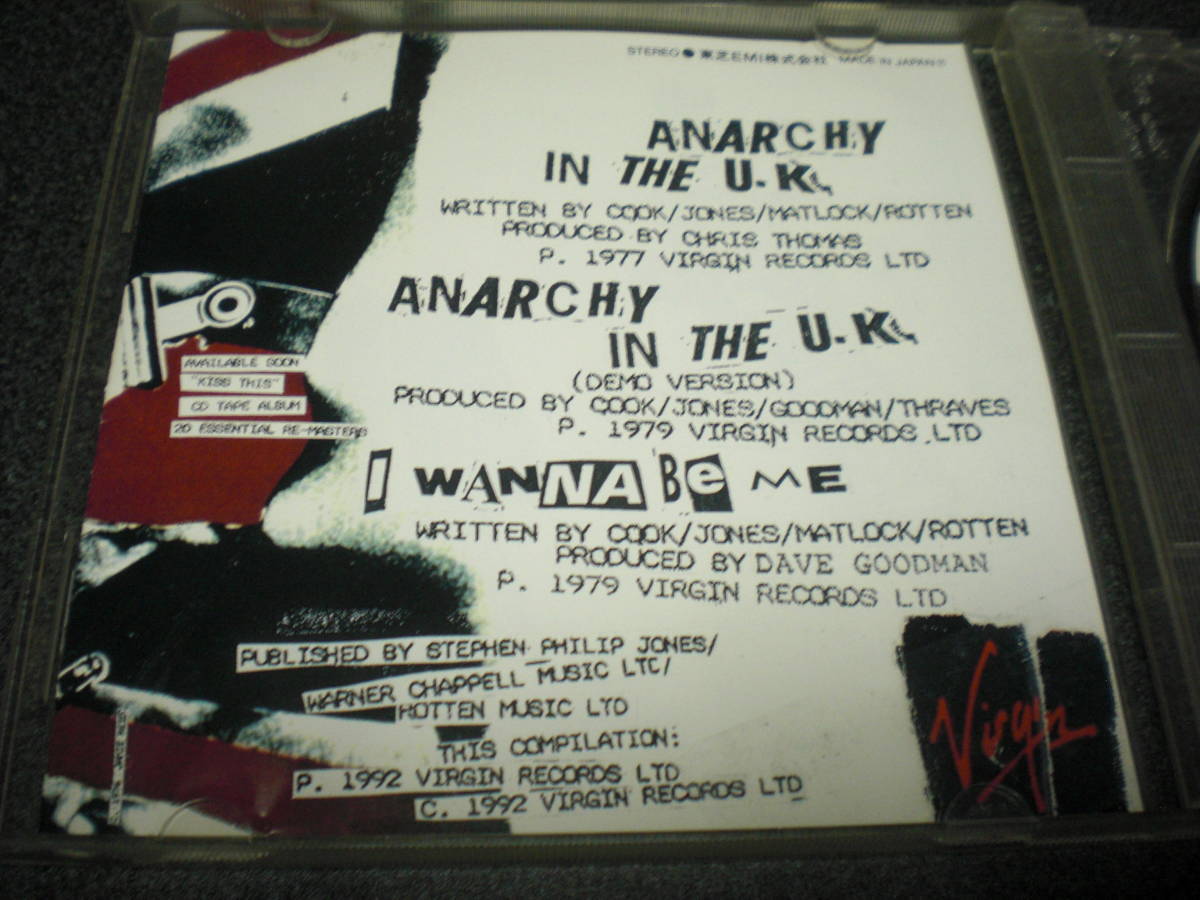 STEREO ● 東芝EMI株式会社 MADE IN JAPAN
ANARCHY
IN THE U.K.
WRITTEN BY COOK/JONES/MATLOCK/ROTTEN
PRODUCED BY CHRIS THOMAS
P. 1977 VIRGIN RECORDS LTD
ANARCHY
IN THE U.K.
(DEMO VERSION)
PRODUCED BY COOK/JONES/GOODMAN/THRAVES
P. 1979 VIRGIN RECORDS LTD
AVAILABLE SOON
"KISS THIS"
CD TAPE ALBUM
20 ESSENTIAL RE-MASTERS
I WANNA BE ME
WRITTEN BY COOK/JONES/MATLOCK/ROTTEN
PRODUCED BY DAVE GOODMAN
P. 1979 VIRGIN RECORDS LTD
PUBLISHED BY STEPHEN PHILIP JONES/
WARNER CHAPPELL MUSIC LTD/
ROTTEN MUSIC LTD
THIS COMPILATION:
P. 1992 VIRGIN RECORDS LTD
C. 1992 VIRGIN RECORDS LTD
Virgin